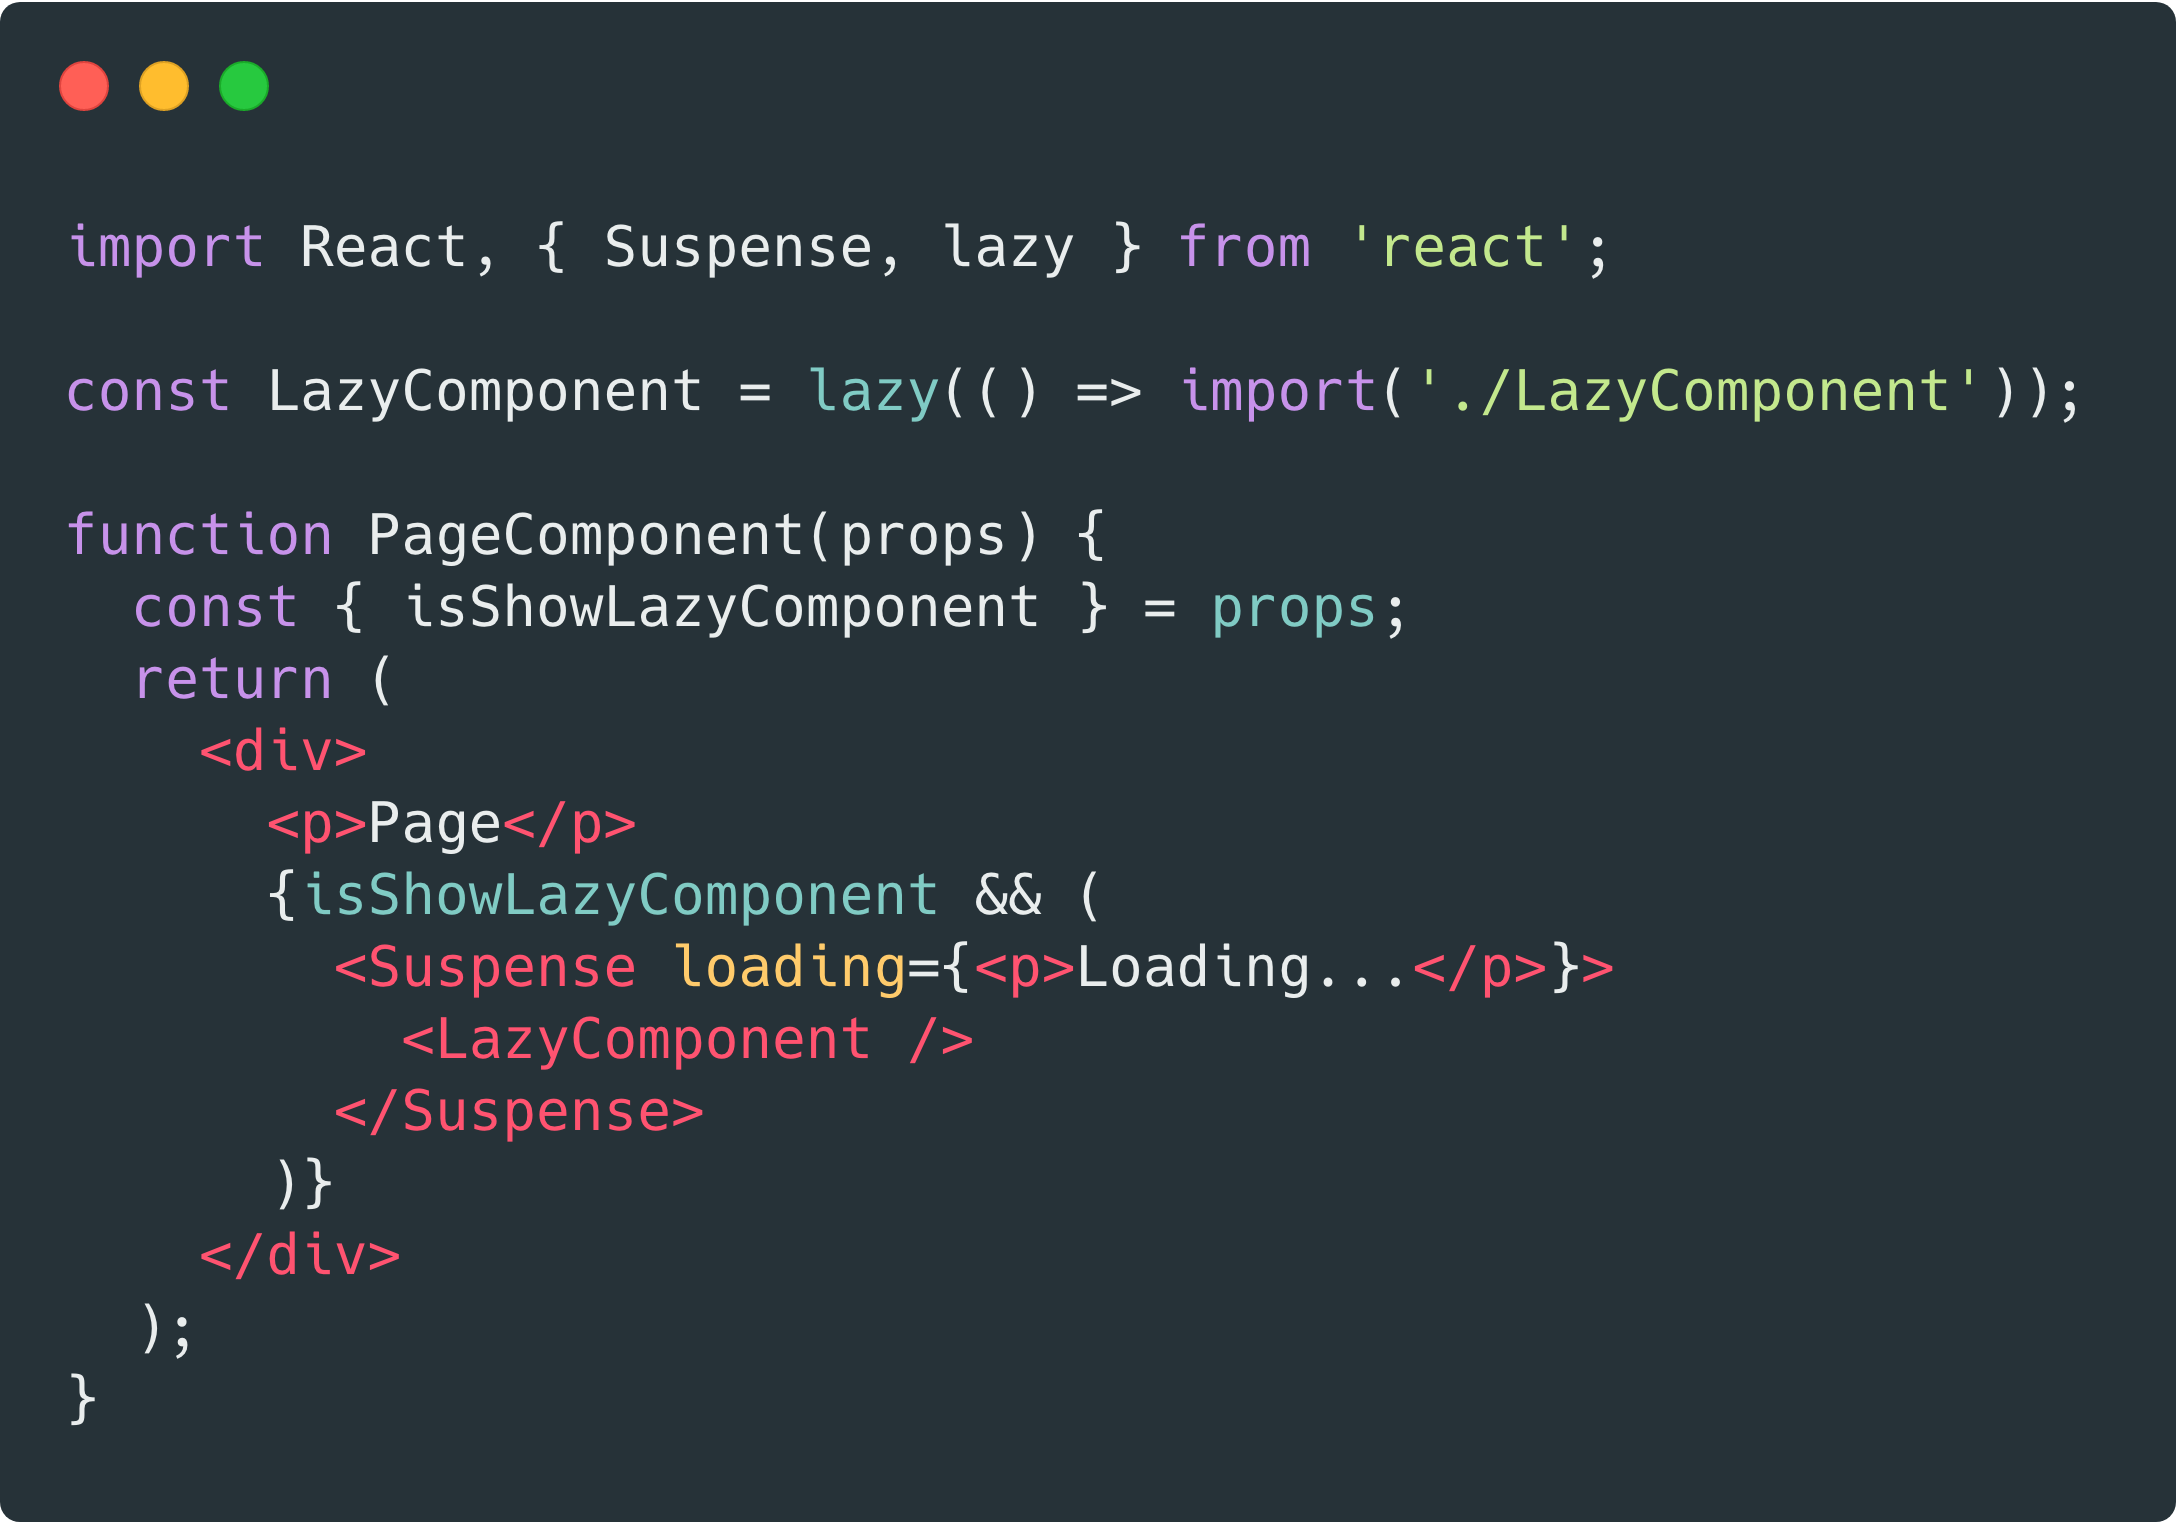 import React, { Suspense, lazy } from 'react';

const LazyComponent = lazy(() => import('./LazyComponent'));

function PageComponent(props) {
  const { isShowLazyComponent } = props;
  return (
    <div>
      <p>Page</p>
      {isShowLazyComponent && (
        <Suspense loading={<p>Loading...</p>}>
          <LazyComponent />
        </Suspense>
      )}
    </div>
  );
}